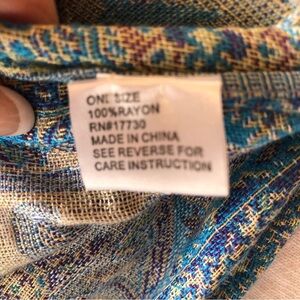 ONE SIZE
100%RAYON
RN#17730
MADE IN CHINA
SEE REVERSE FOR
CARE INSTRUCTION